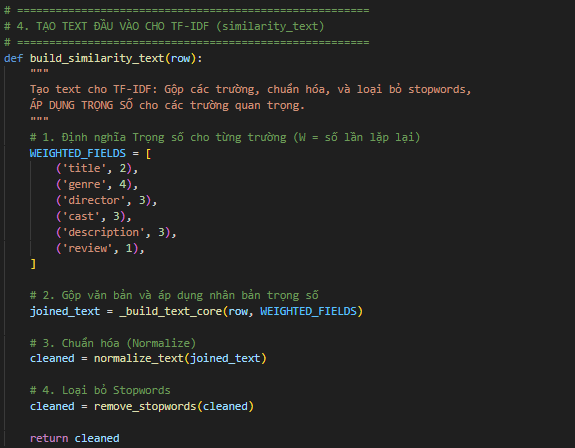 # =======================================================
# 4. TẠO TEXT ĐẦU VÀO CHO TF-IDF (similarity_text)
# =======================================================
def build_similarity_text(row):
    """
    Tạo text cho TF-IDF: Gộp các trường, chuẩn hóa, và loại bỏ stopwords,
    ÁP DỤNG TRỌNG SỐ cho các trường quan trọng.
    """
    # 1. Định nghĩa Trọng số cho từng trường (W = số lần lặp lại)
    WEIGHTED_FIELDS = [
        ('title', 2),
        ('genre', 4),
        ('director', 3),
        ('cast', 3),
        ('description', 3),
        ('review', 1),
    ]
    # 2. Gộp văn bản và áp dụng nhân bản trọng số
    joined_text = _build_text_core(row, WEIGHTED_FIELDS)
    # 3. Chuẩn hóa (Normalize)
    cleaned = normalize_text(joined_text)
    # 4. Loại bỏ Stopwords
    cleaned = remove_stopwords(cleaned)
    return cleaned